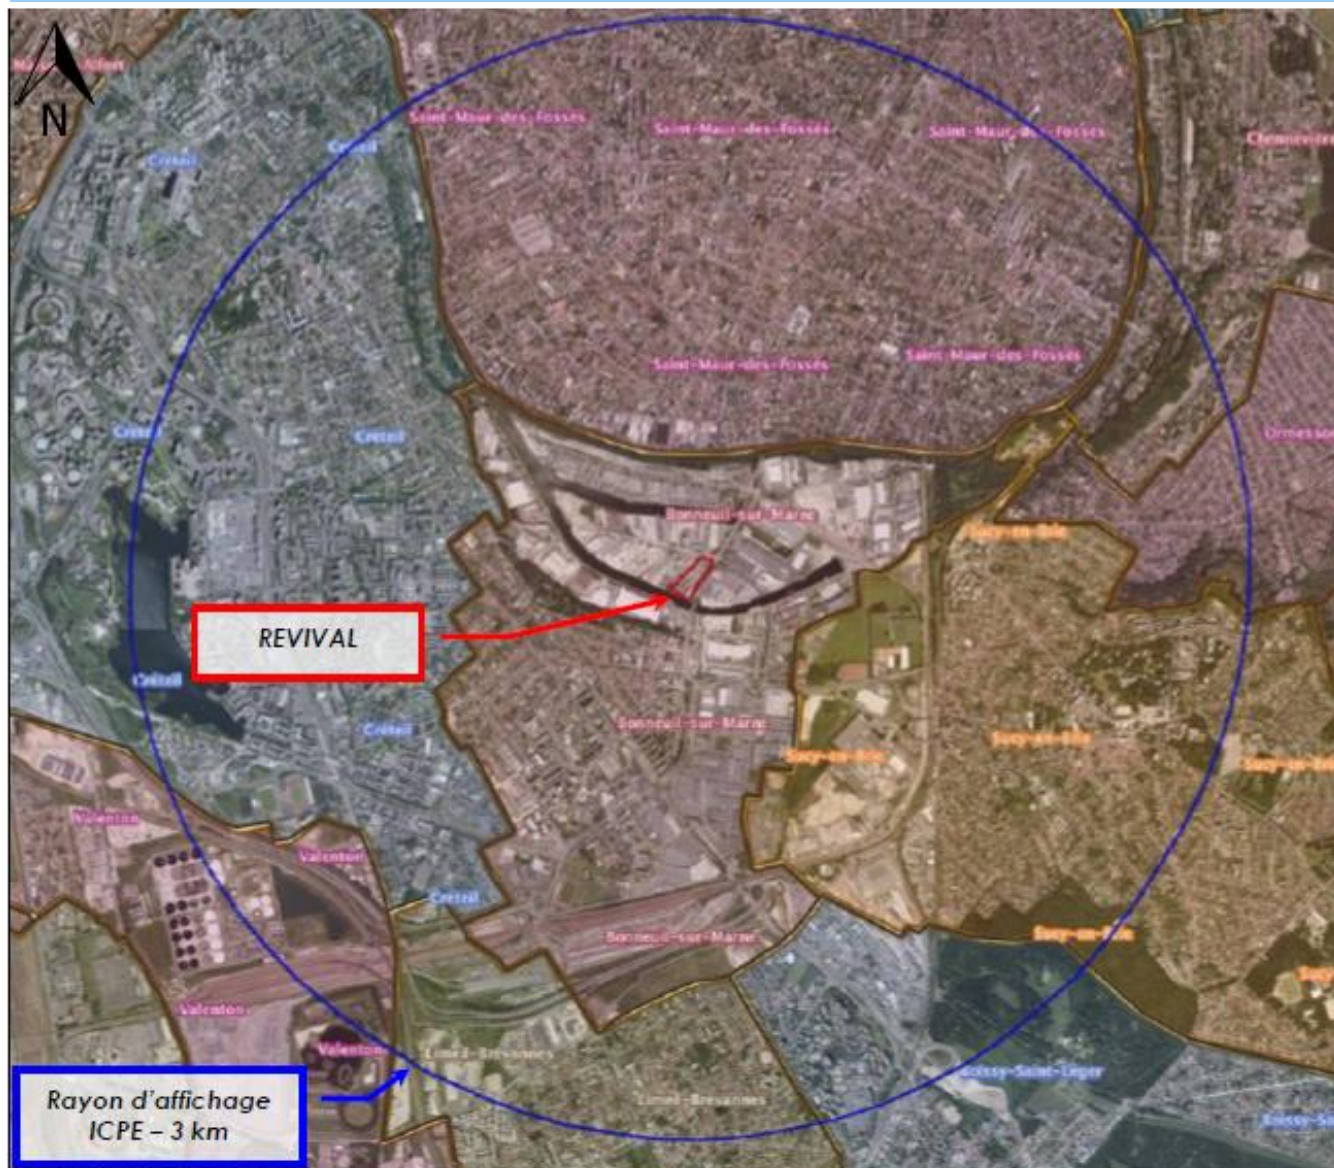 N
Créteil
Créteil
Saint-Maur-des-Fossés
Saint-Maur-des-Fossés
Saint-Maur-des-Fossés
Saint-Maur-des-Fossés
Saint-Maur-des-Fossés
Créteil
Créteil
Bonneuil-sur-Marne
Sucy-en-Brie
REVIVAL
Créteil
Créteil
Bonneuil-sur-Marne
Sucy-en-Brie
Sucy-en-Brie
Valenton
Valenton
Créteil
Bonneuil-sur-Marne
Sucy-en-Brie
Valenton
Valenton
Limeil-Brévannes
Limeil-Brévannes
Boissy-Saint-Léger
Rayon d'affichage
ICPE – 3 km